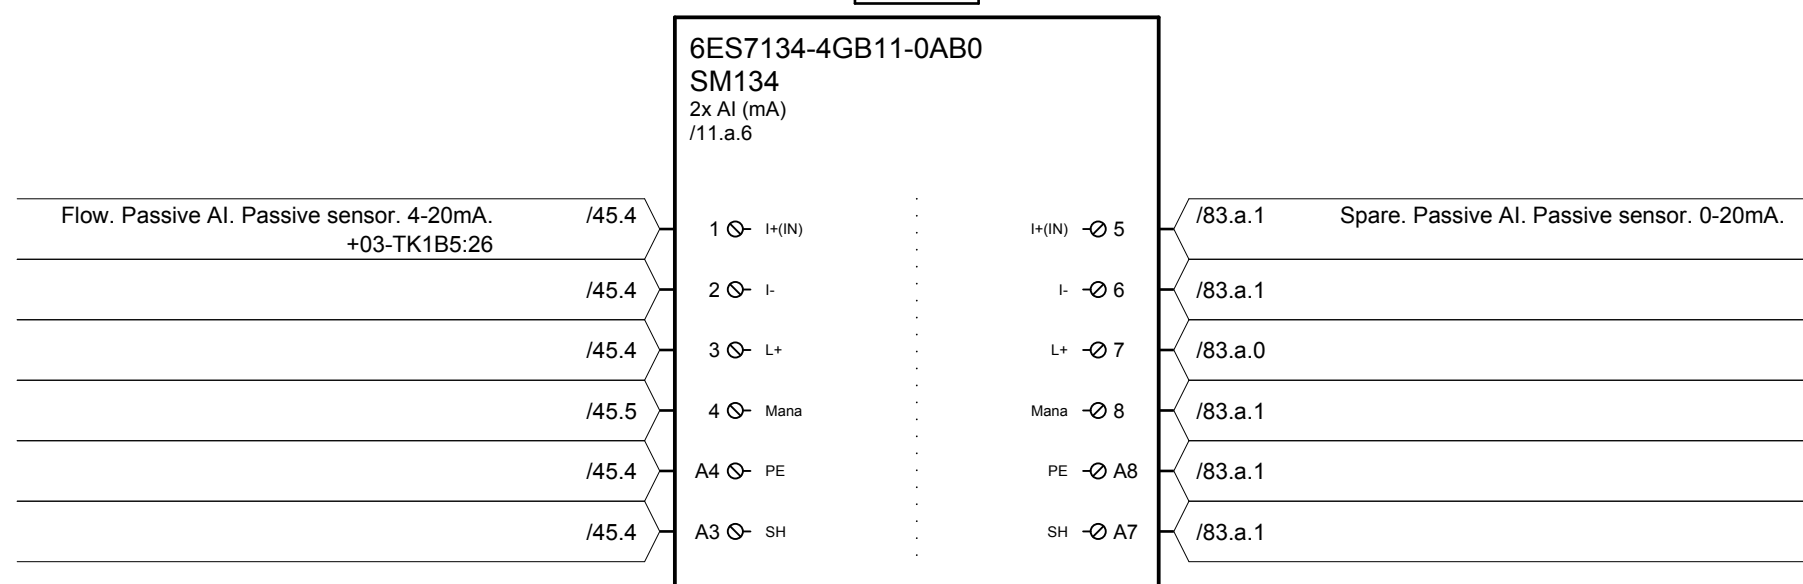 6ES7134-4GB11-0AB0
SM134
2x AI (mA)
/11.a.6
Flow. Passive AI. Passive sensor. 4-20mA. /45.4 1 I+(IN) I+(IN) 5 /83.a.1 Spare. Passive AI. Passive sensor. 0-20mA.
+03-TK1B5:26
/45.4 2 I- I- 6 /83.a.1
/45.4 3 L+ L+ 7 /83.a.0
/45.5 4 Mana Mana 8 /83.a.1
/45.4 A4 PE PE A8 /83.a.1
/45.4 A3 SH SH A7 /83.a.1